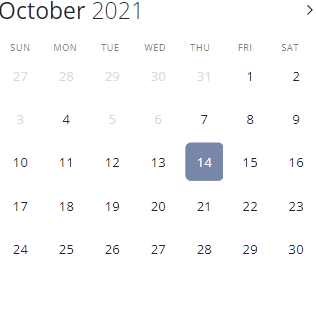 October 2021
SUN MON TUE WED THU FRI SAT
27 28 29 30 31 1 2
3 4 5 6 7 8 9
10 11 12 13 14 15 16
17 18 19 20 21 22 23
24 25 26 27 28 29 30